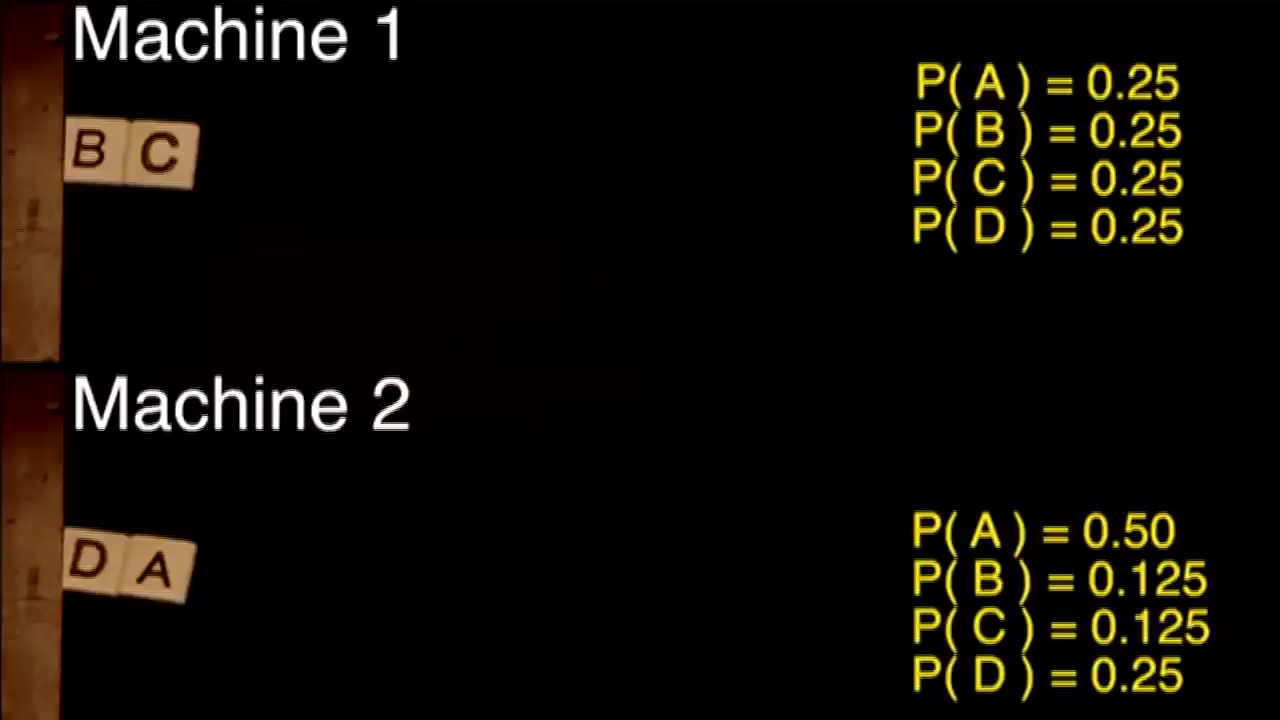 Machine 1
P( A ) = 0.25
P( B ) = 0.25
B C
P( C ) = 0.25
P( D ) = 0.25
Machine 2
P( A ) = 0.50
D A
P( B ) = 0.125
P( C ) = 0.125
P( D ) = 0.25